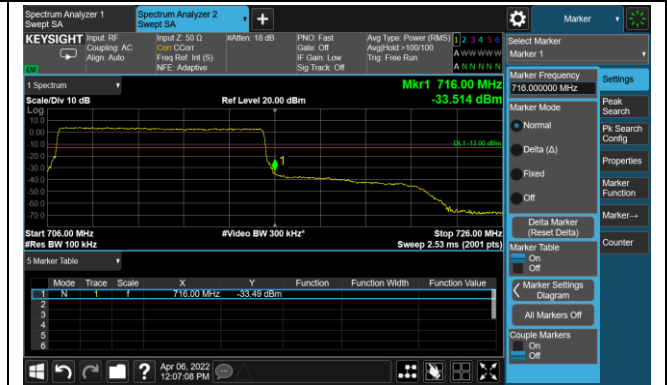 Spectrum Analyzer 1
Swept SA
Spectrum Analyzer 2
Swept SA
Marker
KEYSIGHT
Input: RF
Coupling: AC
Align: Auto
Input Z: 50 Ω
Corr CCorr
Freq Ref: Int (S)
NFE: Adaptive
#Atten: 18 dB
PNO: Fast
Gate: Off
IF Gain: Low
Sig Track: Off
Avg Type: Power (RMS)
Avg|Hold:>100/100
Trig: Free Run
1 2 3 4 5 6
A W W W W W
A N N N N N
Select Marker
Marker 1
LVI
1 Spectrum
Mkr1 716.00 MHz
-33.514 dBm
Scale/Div 10 dB
Ref Level 20.00 dBm
Log
10.0
0.00
-10.0
-20.0
-30.0
-40.0
-50.0
-60.0
-70.0
DL1 -13.00 dBm
1
Start 706.00 MHz
#Video BW 300 kHz*
Stop 726.00 MHz
#Res BW 100 kHz
Sweep 2.53 ms (2001 pts)
5 Marker Table
Mode Trace Scale X Y Function Function Width Function Value
1 N 1 f 716.00 MHz -33.49 dBm
2
3
4
5
6
Marker Frequency
716.000000 MHz
Marker Mode
Normal
Delta (Δ)
Fixed
Off
Delta Marker
(Reset Delta)
Marker Table
On
Off
Marker Settings
Diagram
All Markers Off
Couple Markers
On
Off
Settings
Peak
Search
Pk Search
Config
Properties
Marker
Function
Marker→
Counter
Apr 06, 2022
12:07:08 PM